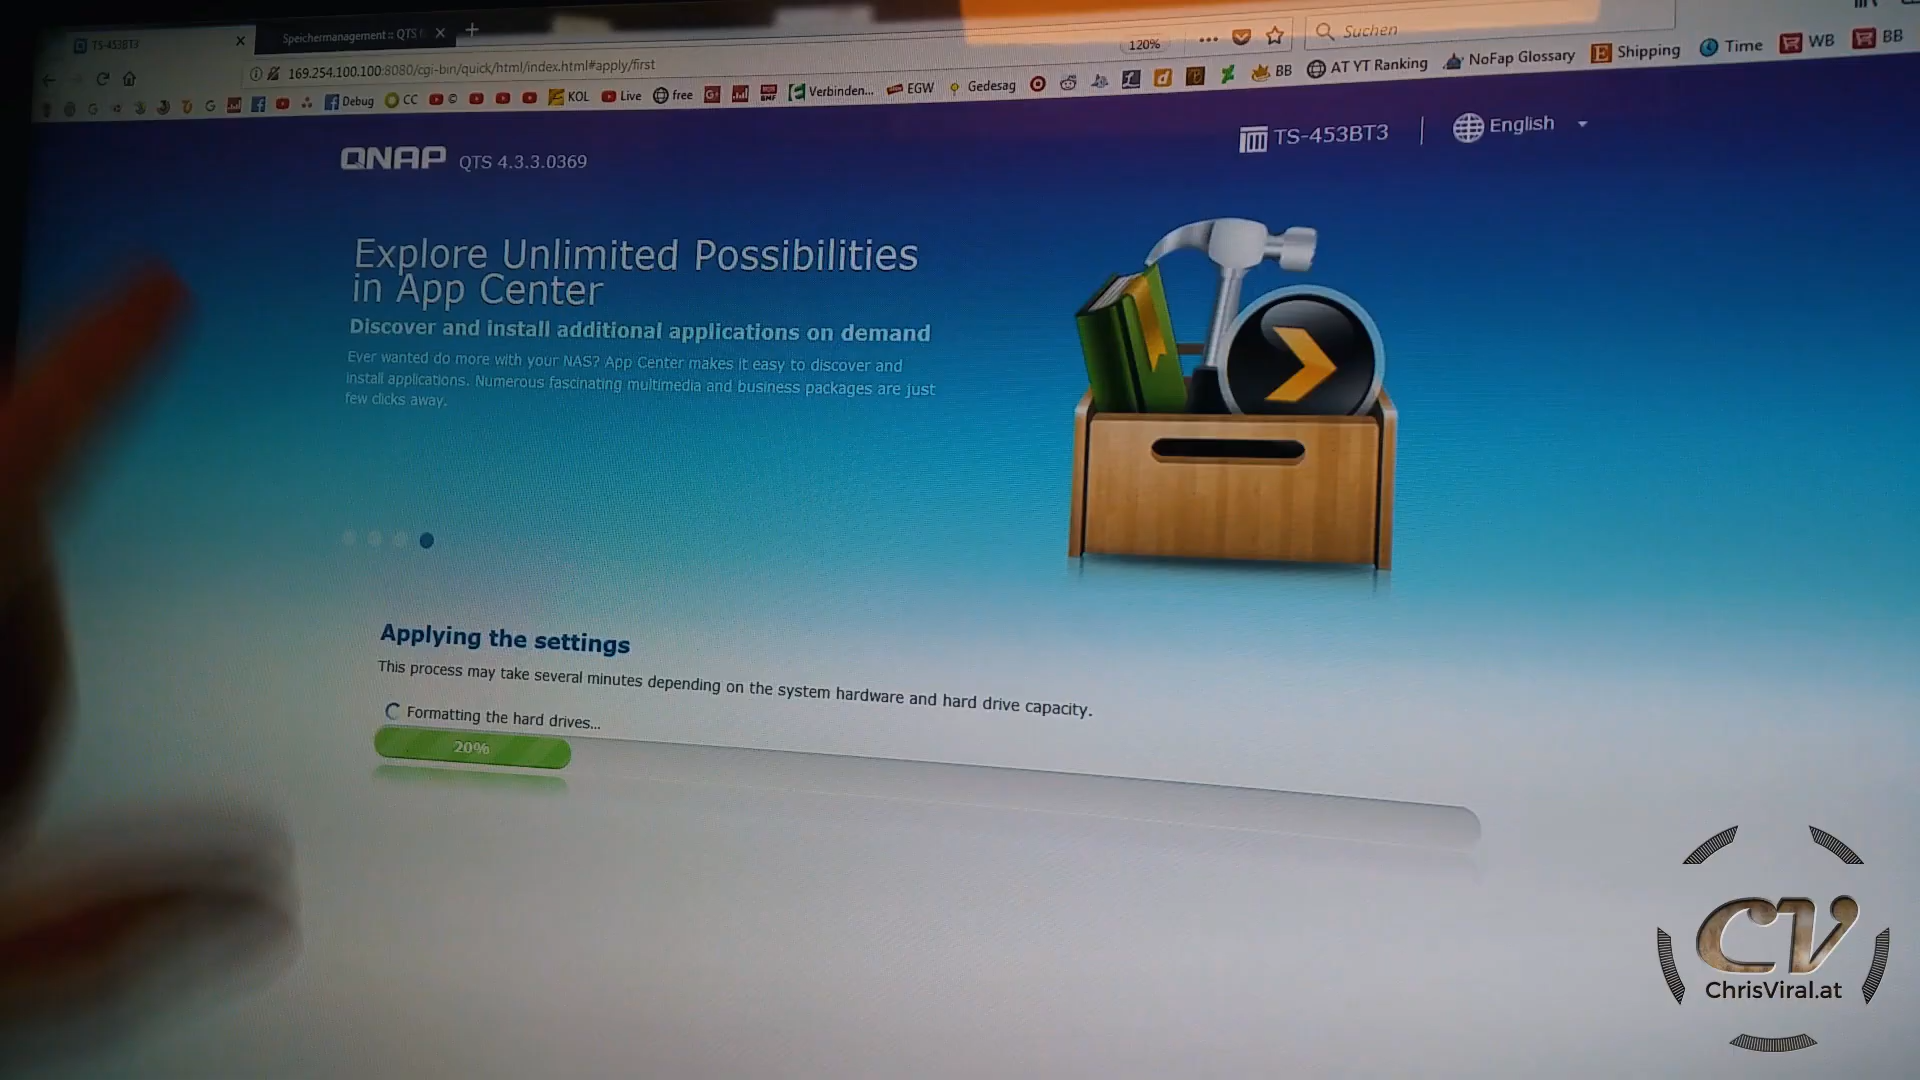 TS-453BT3
Speichermanagement :: QTS
120%
Suchen
169.254.100.100:8080/cgi-bin/quick/html/index.html#apply/first
Debug CC © KOL Live free Verbinden... EGW Gedesag BB AT YT Ranking NoFap Glossary Shipping Time WB BB
QNAP QTS 4.3.3.0369
TS-453BT3 | English
Explore Unlimited Possibilities
in App Center
Discover and install additional applications on demand
Ever wanted do more with your NAS? App Center makes it easy to discover and
install applications. Numerous fascinating multimedia and business packages are just
few clicks away.
Applying the settings
This process may take several minutes depending on the system hardware and hard drive capacity.
Formatting the hard drives...
20%
CV
ChrisViral.at